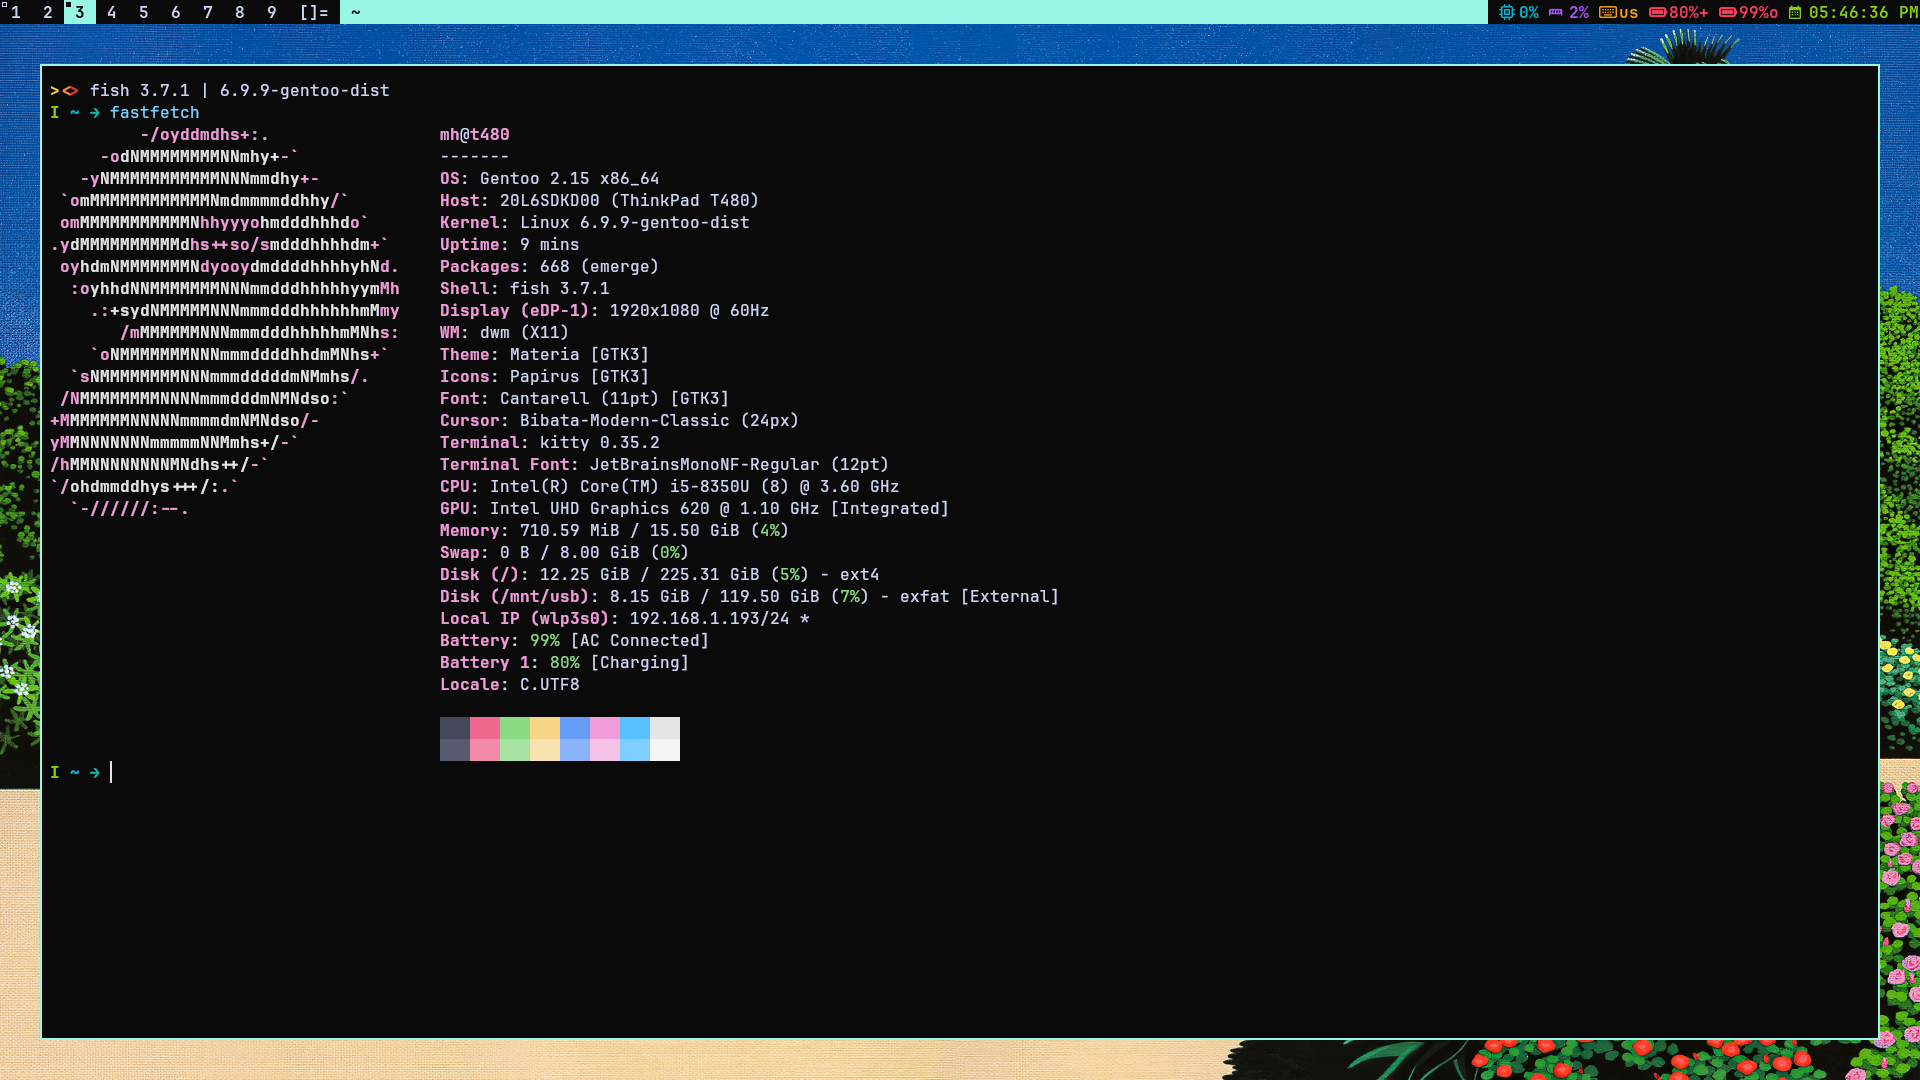 1 2 3 4 5 6 7 8 9 []= ~ 0% 2% US 80%+ 99%o 05:46:36 PM
><> fish 3.7.1 | 6.9.9-gentoo-dist
I ~ → fastfetch
-/oyddmdhs+:. mh@t480
-odNMMMMMMMMNNmhy+-` -------
-yNMMMMMMMMMMMNNNmmdhy+- OS: Gentoo 2.15 x86_64
`omMMMMMMMMMMMMNmdmmmmddhhy/` Host: 20L6SDKD00 (ThinkPad T480)
omMMMMMMMMMMMNhhyyyohmdddhhhdo` Kernel: Linux 6.9.9-gentoo-dist
.ydMMMMMMMMMMdhs++so/smdddhhhhdm+` Uptime: 9 mins
oyhdmNMMMMMMMNdyooydmddddhhhhyhNd. Packages: 668 (emerge)
:oyhhdNNMMMMMMMNNNmmdddhhhhhyymMh Shell: fish 3.7.1
.:+sydNMMMMMNNNmmmdddhhhhhhmMmy Display (eDP-1): 1920x1080 @ 60Hz
/mMMMMMMNNNmmmdddhhhhhmMNhs: WM: dwm (X11)
`oNMMMMMMMNNNmmmddddhhdmMNhs+` Theme: Materia [GTK3]
`sNMMMMMMMMNNNmmmdddddmNMmhs/. Icons: Papirus [GTK3]
/NMMMMMMMMNNNNmmmdddmNMNdso:` Font: Cantarell (11pt) [GTK3]
+MMMMMMMNNNNNmmmmdmNMNdso/- Cursor: Bibata-Modern-Classic (24px)
yMMNNNNNNNmmmmmNNMmhs+/-` Terminal: kitty 0.35.2
/hMMNNNNNNNNMNdhs++/-` Terminal Font: JetBrainsMonoNF-Regular (12pt)
`/ohdmmddhys+++/:.` CPU: Intel(R) Core(TM) i5-8350U (8) @ 3.60 GHz
`-//////:--. GPU: Intel UHD Graphics 620 @ 1.10 GHz [Integrated]
Memory: 710.59 MiB / 15.50 GiB (4%)
Swap: 0 B / 8.00 GiB (0%)
Disk (/): 12.25 GiB / 225.31 GiB (5%) - ext4
Disk (/mnt/usb): 8.15 GiB / 119.50 GiB (7%) - exfat [External]
Local IP (wlp3s0): 192.168.1.193/24 *
Battery: 99% [AC Connected]
Battery 1: 80% [Charging]
Locale: C.UTF8
I ~ →